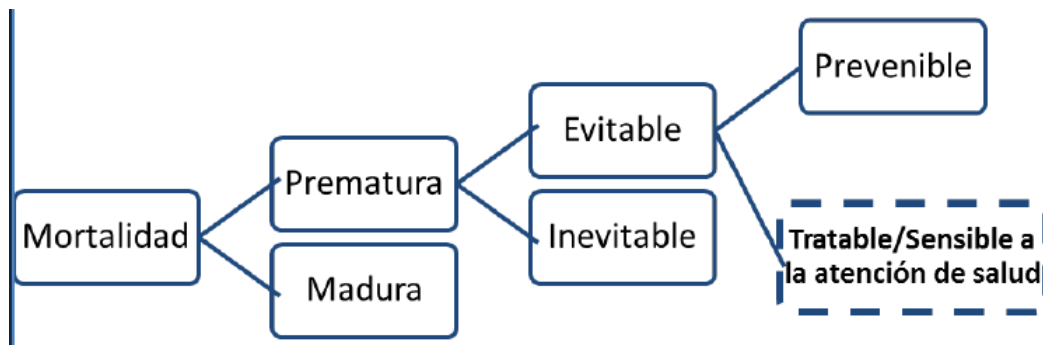 Mortalidad
Prematura
Madura
Evitable
Inevitable
Prevenible
Tratable/Sensible a
la atención de salud